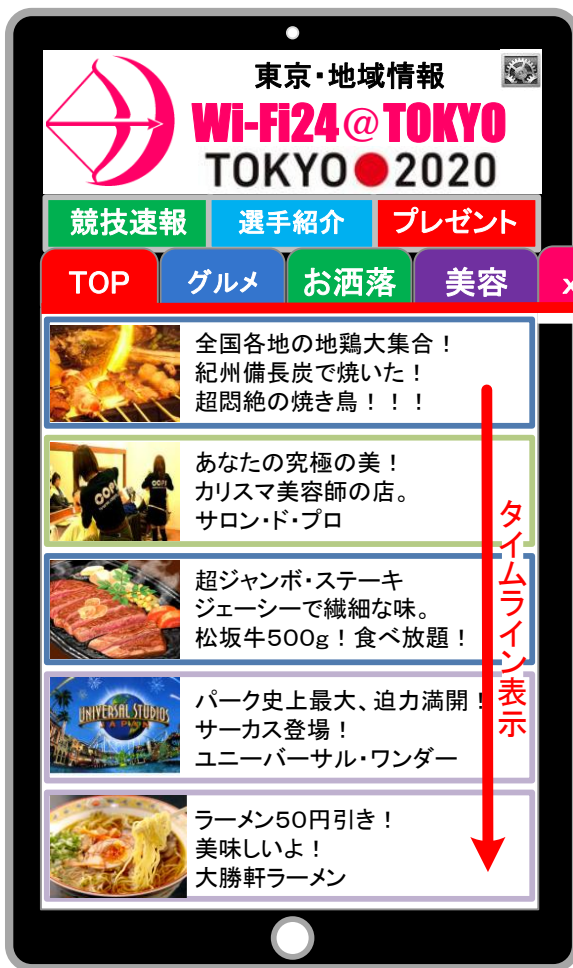 東京・地域情報
Wi-Fi24@TOKYO
TOKYO 2020
競技速報 選手紹介 プレゼント
TOP グルメ お洒落 美容
全国各地の地鶏大集合！
紀州備長炭で焼いた！
超悶絶の焼き鳥！！！
あなたの究極の美！
カリスマ美容師の店。
サロン・ド・プロ
超ジャンボ・ステーキ
ジェーシーで繊細な味。
松坂牛500g！食べ放題！
UNIVERSAL STUDIOS
JAPAN
パーク史上最大、迫力満開！
サーカス登場！
ユニーバーサル・ワンダー
ラーメン50円引き！
美味しいよ！
大勝軒ラーメン
タイムライン表示